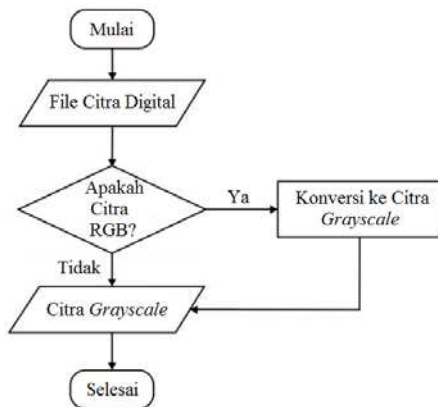 Mulai
File Citra Digital
Apakah
Citra
RGB?
Ya
Konversi ke Citra
Grayscale
Tidak
Citra Grayscale
Selesai